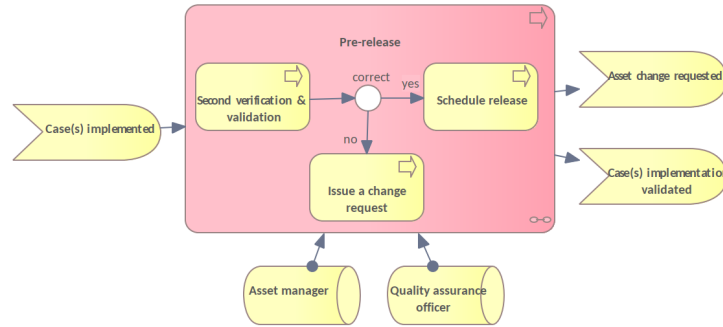 Pre-release
correct
yes
Second verification &
validation
Schedule release
Asset change requested
Case(s) implemented
no
Issue a change
request
Case(s) implementation
validated
Asset manager
Quality assurance
officer